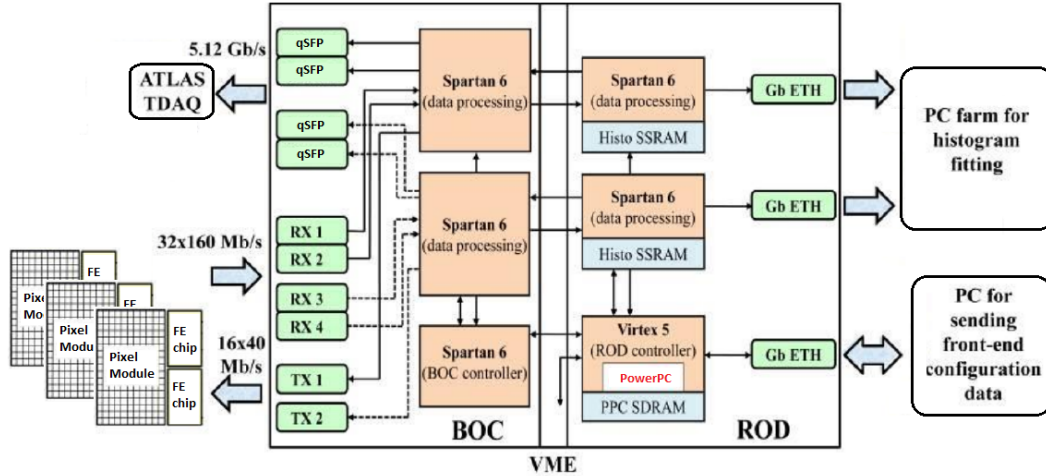 5.12 Gb/s
ATLAS
TDAQ
qSFP
qSFP
qSFP
qSFP
RX 1
RX 2
RX 3
RX 4
TX 1
TX 2
32x160 Mb/s
16x40
Mb/s
FE
FE
Pixel
Modu
Pixel
Module
FE
chip
FE
chip
Spartan 6
(data processing)
Spartan 6
(data processing)
Spartan 6
(BOC controller)
BOC
VME
Spartan 6
(data processing)
Histo SSRAM
Spartan 6
(data processing)
Histo SSRAM
Virtex 5
(ROD controller)
PowerPC
PPC SDRAM
ROD
Gb ETH
Gb ETH
Gb ETH
PC farm for
histogram
fitting
PC for
sending
front-end
configuration
data